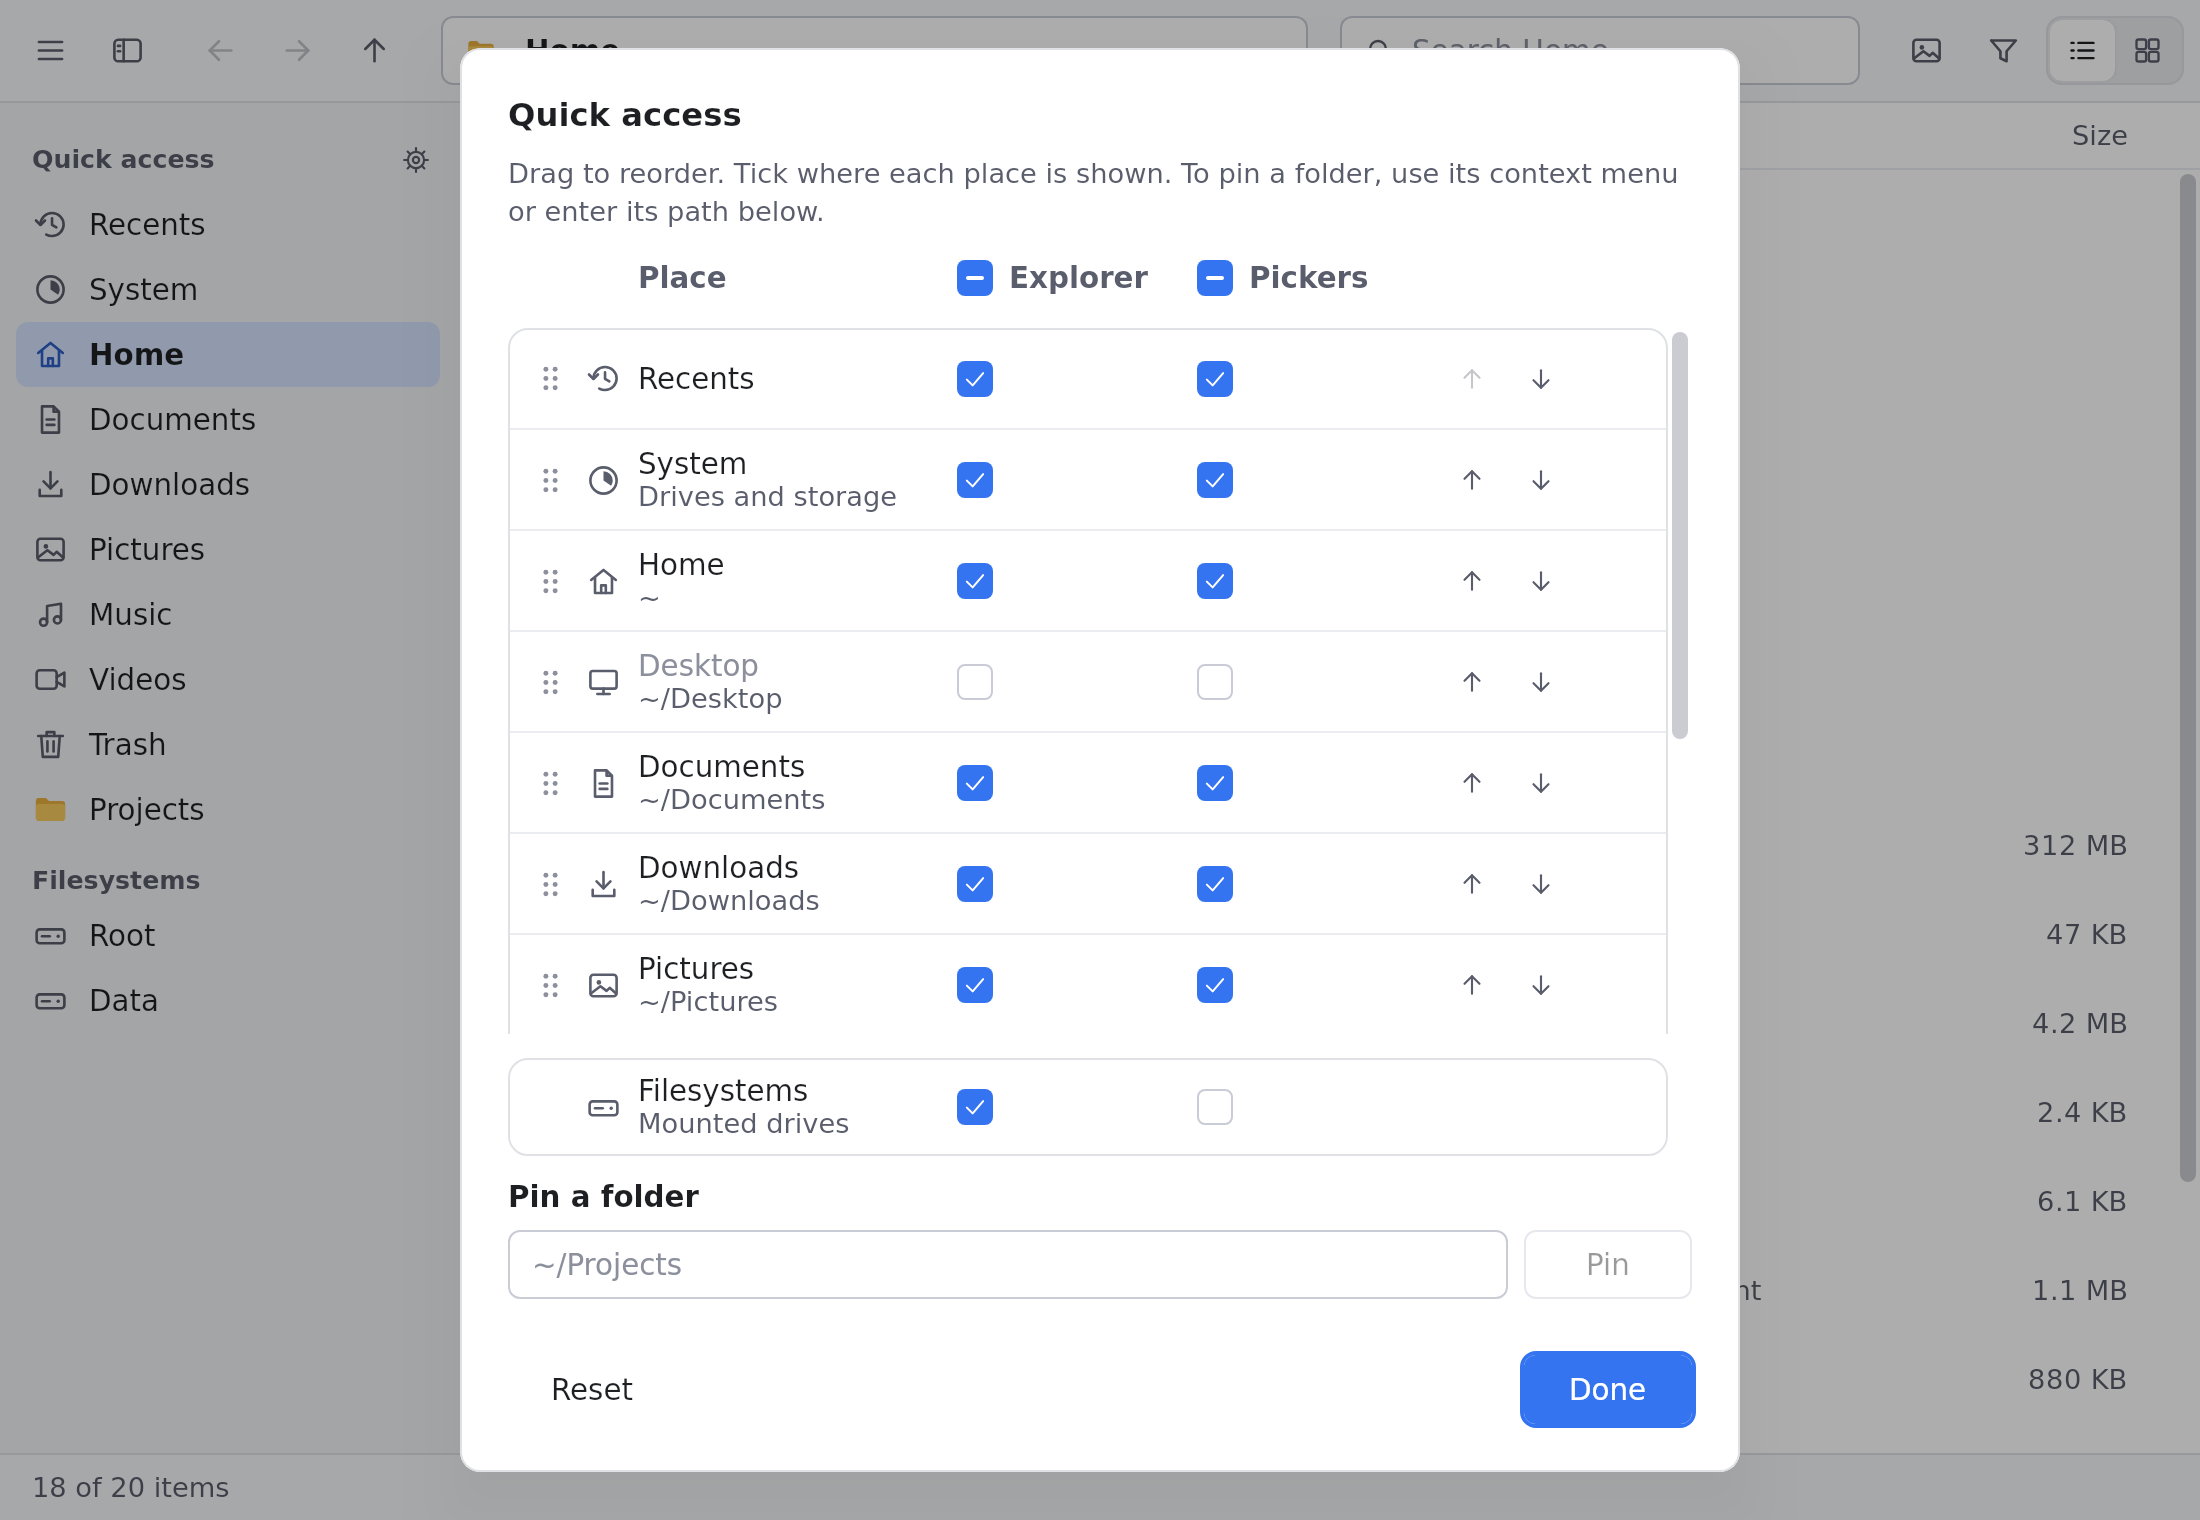 Home
Search Home
Size
Quick access
Recents
System
Home
Documents
Downloads
Pictures
Music
Videos
Trash
Projects
Filesystems
Root
Data
Quick access
Drag to reorder. Tick where each place is shown. To pin a folder, use its context menu
or enter its path below.
Place Explorer Pickers
Recents
System
Drives and storage
Home
~
Desktop
~/Desktop
Documents
~/Documents
Downloads
~/Downloads
Pictures
~/Pictures
Filesystems
Mounted drives
Pin a folder
~/Projects Pin
Reset Done
312 MB
47 KB
4.2 MB
2.4 KB
6.1 KB
1.1 MB
880 KB
18 of 20 items